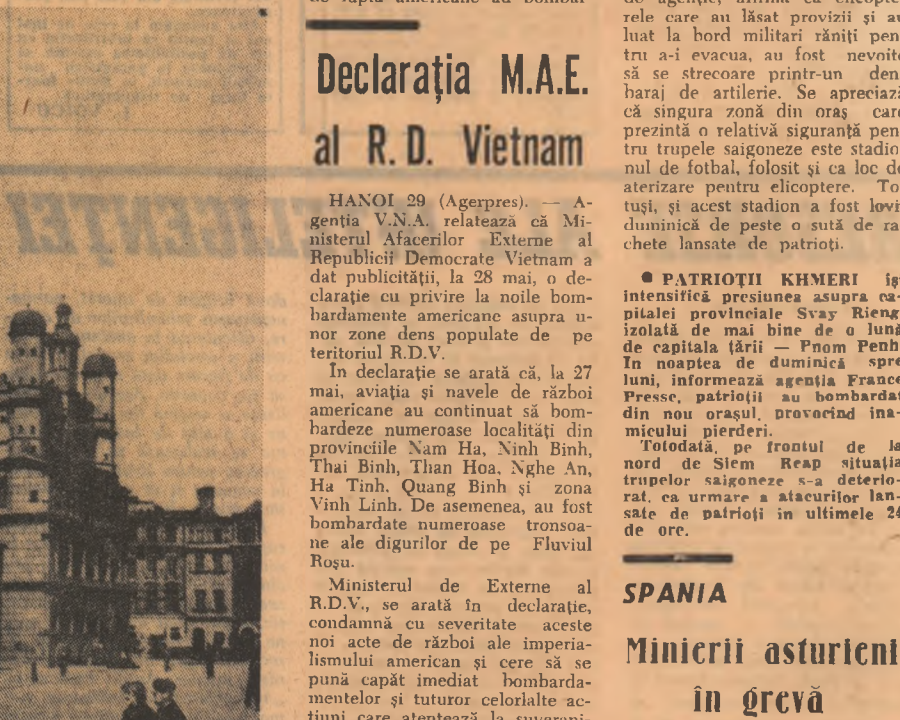 Declarația M.A.E.
al R. D. Vietnam
HANOI 29 (Agerpres). — A-
genția V.N.A. relatează că Mi-
nisterul Afacerilor Externe al
Republicii Democrate Vietnam a
dat publicității, la 28 mai, o de-
clarație cu privire la noile bom-
bardamente americane asupra u-
nor zone dens populate de pe
teritoriul R.D.V.
În declarație se arată că, la 27
mai, aviația și navele de război
americane au continuat să bom-
bardeze numeroase localități din
provinciile Nam Ha, Ninh Binh,
Thai Binh, Than Hoa, Nghe An,
Ha Tinh, Quang Binh și zona
Vinh Linh. De asemenea, au fost
bombardate numeroase tronsoa-
ne ale digurilor de pe Fluviul
Roșu.
Ministerul de Externe al
R.D.V., se arată în declarație,
condamnă cu severitate aceste
noi acte de război ale imperia-
lismului american și cere să se
pună capăt imediat bombarda-
mentelor și tuturor celorlalte ac-
țiuni care atentează la suverani-
rele care au lăsat provizii și au
luat la bord militari răniți pen-
tru a-i evacua, au fost nevoite
să se strecoare printr-un dens
baraj de artilerie. Se apreciază
că singura zonă din oraș care
prezintă o relativă siguranță pen-
tru trupele saigoneze este stadio-
nul de fotbal, folosit și ca loc de
aterizare pentru elicoptere. To-
tuși, și acest stadion a fost lovit
duminică de peste o sută de ra-
chete lansate de patrioți.
● PATRIOȚII KHMERI își
intensifică presiunea asupra ca-
pitalei provinciale Svay Rieng,
izolată de mai bine de o lună
de capitala țării — Pnom Penh.
In noaptea de duminică spre
luni, informează agenția France
Presse, patrioții au bombardat
din nou orașul, provocînd ina-
micului pierderi.
Totodată, pe frontul de la
nord de Siem Reap situația
trupelor saigoneze s-a deterio-
rat, ca urmare a atacurilor lan-
sate de patrioți in ultimele 24
de ore.
SPANIA
Minierii asturieni
în grevă